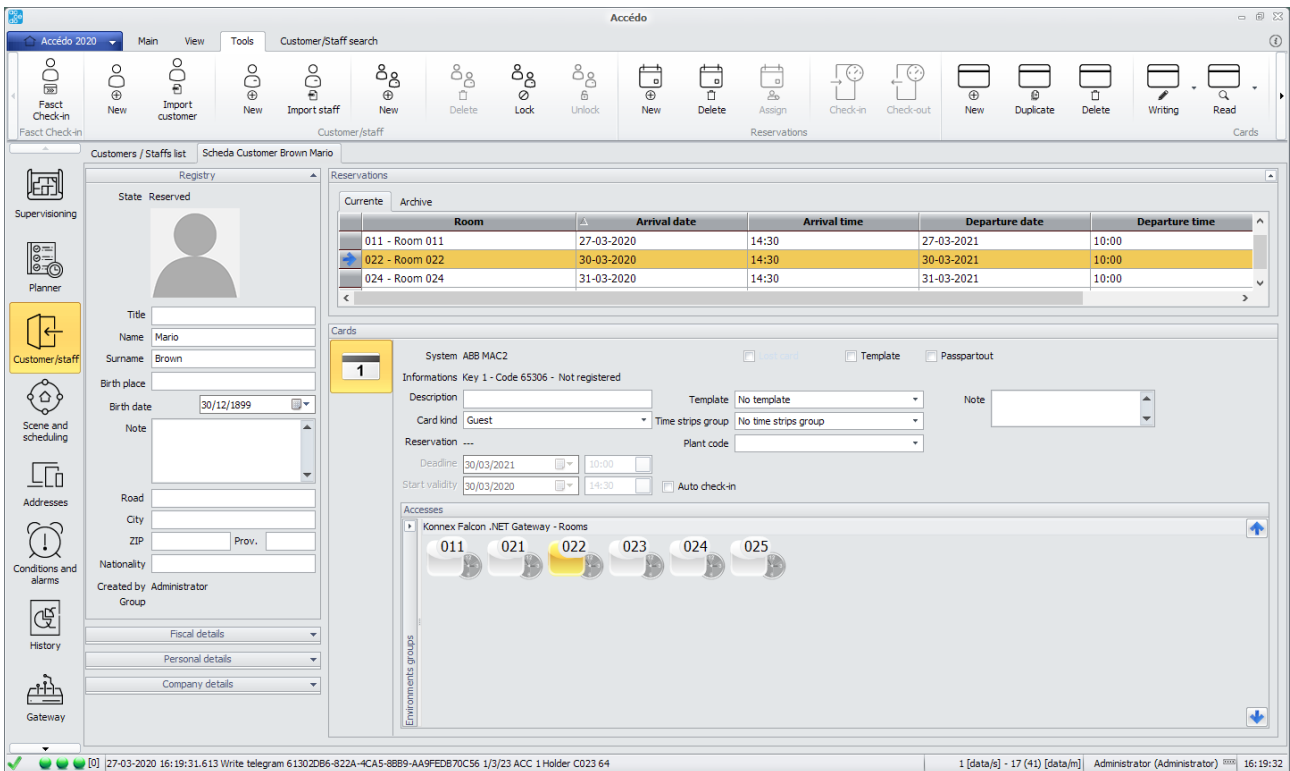 Accédo
Accédo 2020 Main View Tools Customer/Staff search
Fasct Check-in
New
Import customer
New
Import staff
New
Delete
Lock
Unlock
New
Delete
Assign
Check-in
Check-out
New
Duplicate
Delete
Writing
Read
Fasct Check-in Customer/staff Reservations Cards
Customers / Staffs list Scheda Customer Brown Mario
Supervisioning
Planner
Customer/staff
Scene and scheduling
Addresses
Conditions and alarms
History
Gateway
Registry
State Reserved
Title
Name Mario
Surname Brown
Birth place
Birth date 30/12/1899
Note
Road
City
ZIP Prov.
Nationality
Created by Administrator
Group
Fiscal details
Personal details
Company details
Reservations
Currente Archive
Room Arrival date Arrival time Departure date Departure time
011 - Room 011 27-03-2020 14:30 27-03-2021 10:00
022 - Room 022 30-03-2020 14:30 30-03-2021 10:00
024 - Room 024 31-03-2020 14:30 31-03-2021 10:00
Cards
1
System ABB MAC2 Last card Template Passpartout
Informations Key 1 - Code 65306 - Not registered
Description Template No template Note
Card kind Guest Time strips group No time strips group
Reservation --- Plant code
Deadline 30/03/2021 10:00
Start validity 30/03/2020 14:30 Auto check-in
Accesses
Konnex Falcon .NET Gateway - Rooms
011 021 022 023 024 025
Environments groups
[0] 27-03-2020 16:19:31.613 Write telegram 61302DB6-822A-4CA5-8BB9-AA9FEDB70C56 1/3/23 ACC 1 Holder C023 64 1 [data/s] - 17 (41) [data/m] Administrator (Administrator) 16:19:32